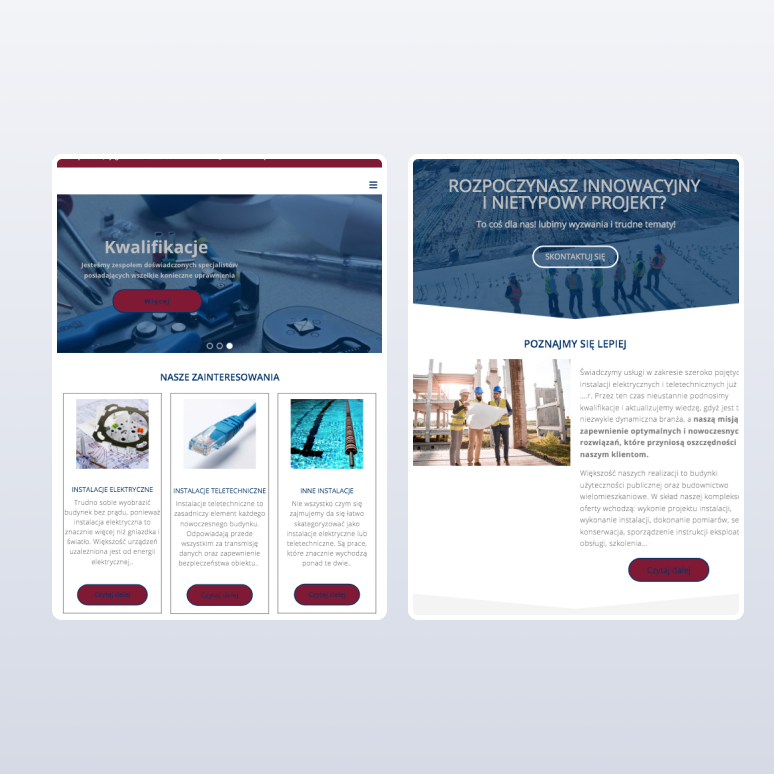 Kwalifikacje
Jesteśmy zespołem doświadczonych specjalistów
posiadających wszelkie konieczne uprawnienia
Więcej
NASZE ZAINTERESOWANIA
INSTALACJE ELEKTRYCZNE
Trudno sobie wyobrazić
budynek bez prądu, ponieważ
instalacja elektryczna to
znacznie więcej niż gniazdka i
światło. Większość urządzeń
uzależniona jest od energii
elektrycznej..
Czytaj dalej
INSTALACJE TELETECHNICZNE
Instalacje teletechniczne to
zasadniczy element każdego
nowoczesnego budynku.
Odpowiadają przede
wszystkim za transmisję
danych oraz zapewnienie
bezpieczeństwa obiektu..
Czytaj dalej
INNE INSTALACJE
Nie wszystko czym się
zajmujemy da się łatwo
skategoryzować jako
instalacje elektryczne lub
teletechniczne. Są prace,
które znacznie wychodzą
ponad te dwie..
Czytaj dalej
ROZPOCZYNASZ INNOWACYJNY
I NIETYPOWY PROJEKT?
To coś dla nas! lubimy wyzwania i trudne tematy!
SKONTAKTUJ SIĘ
POZNAJMY SIĘ LEPIEJ
Świadczymy usługi w zakresie szeroko pojętyc
instalacji elektrycznych i teletechnicznych już
....r. Przez ten czas nieustannie podnosimy
kwalifikacje i aktualizujemy wiedzę, gdyż jest t
niezwykle dynamiczna branża, a naszą misją
zapewnienie optymalnych i nowoczesnyc
rozwiązań, które przyniosą oszczędności
naszym klientom.
Większość naszych realizacji to budynki
użyteczności publicznej oraz budownictwo
wielomieszkaniowe. W skład naszej komplekso
oferty wchodzą: wykonie projektu instalacji,
wykonanie instalacji, dokonanie pomiarów, se
konserwacja, sporządzenie instrukcji eksploat
obsługi, szkolenia...
Czytaj dalej